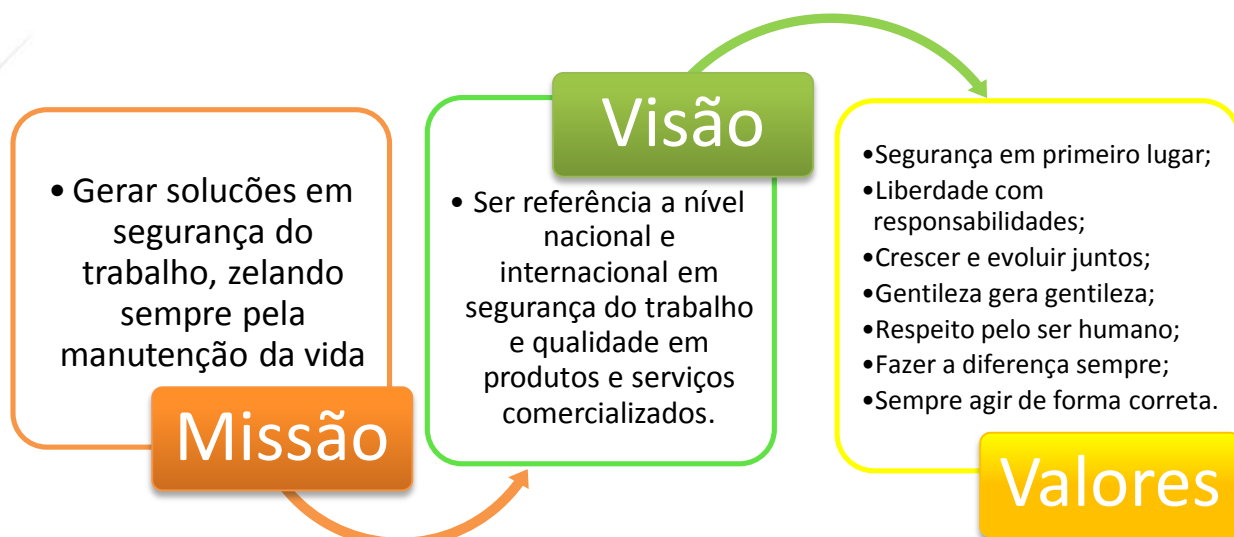 • Gerar solucões em
segurança do
trabalho, zelando
sempre pela
manutenção da vida
Missão
Visão
• Ser referência a nível
nacional e
internacional em
segurança do trabalho
e qualidade em
produtos e serviços
comercializados.
•Segurança em primeiro lugar;
•Liberdade com
responsabilidades;
•Crescer e evoluir juntos;
•Gentileza gera gentileza;
•Respeito pelo ser humano;
•Fazer a diferença sempre;
•Sempre agir de forma correta.
Valores